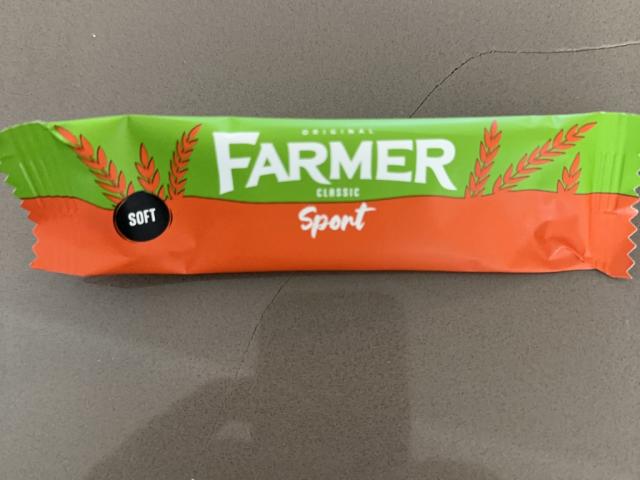 ORIGINAL
FARMER
CLASSIC
Sport
SOFT